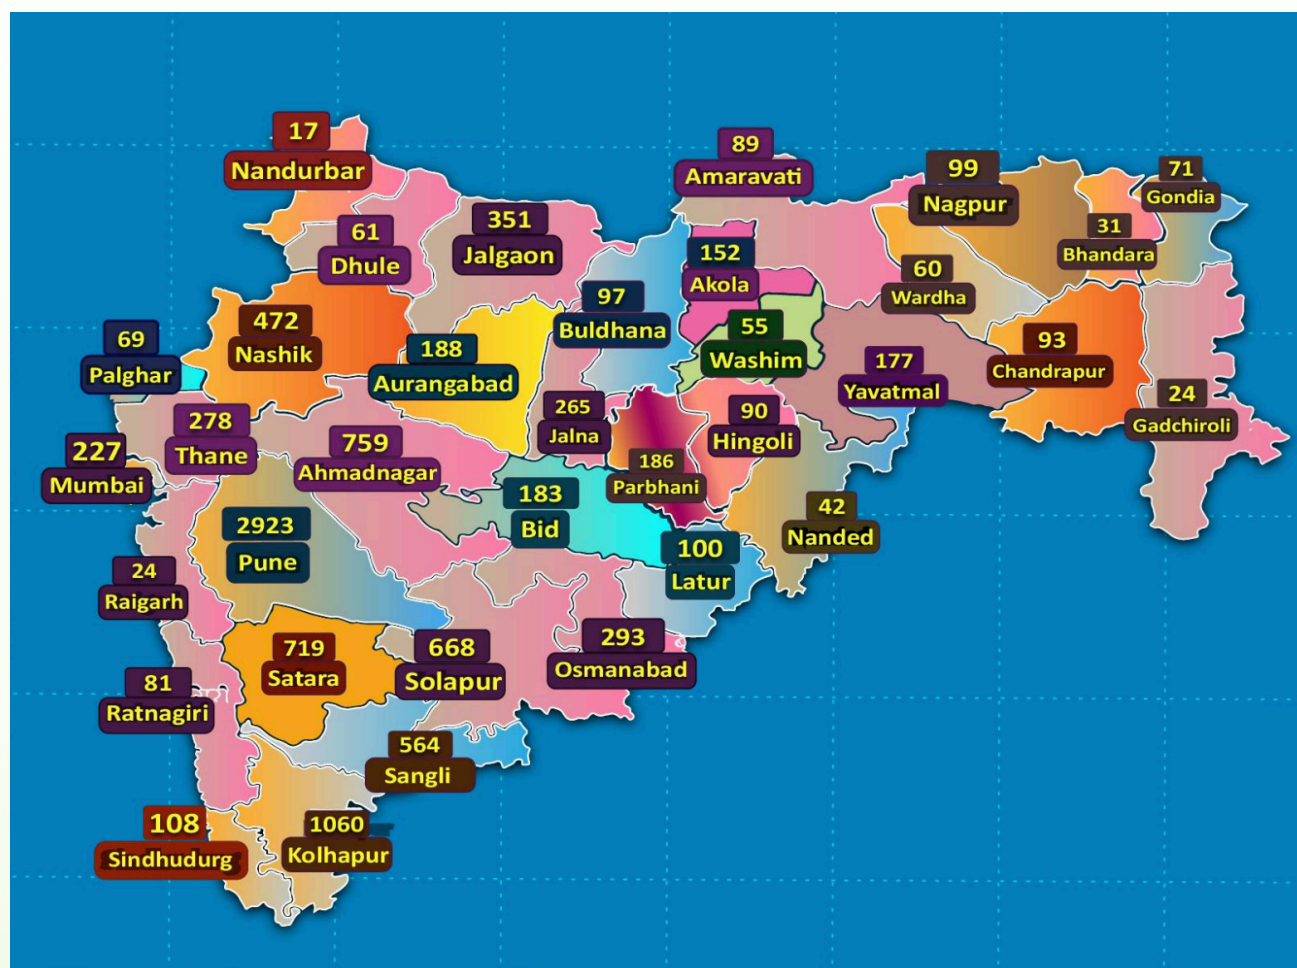 17
Nandurbar
89
Amaravati
99
Nagpur
71
Gondia
61
Dhule
351
Jalgaon
31
Bhandara
152
Akola
60
Wardha
97
Buldhana
472
Nashik
55
Washim
69
Palghar
188
Aurangabad
177
Yavatmal
93
Chandrapur
24
Gadchiroli
278
Thane
759
Ahmadnagar
265
Jalna
90
Hingoli
227
Mumbai
186
Parbhani
183
Bid
42
Nanded
2923
Pune
100
Latur
24
Raigarh
719
Satara
668
Solapur
293
Osmanabad
81
Ratnagiri
564
Sangli
108
Sindhudurg
1060
Kolhapur